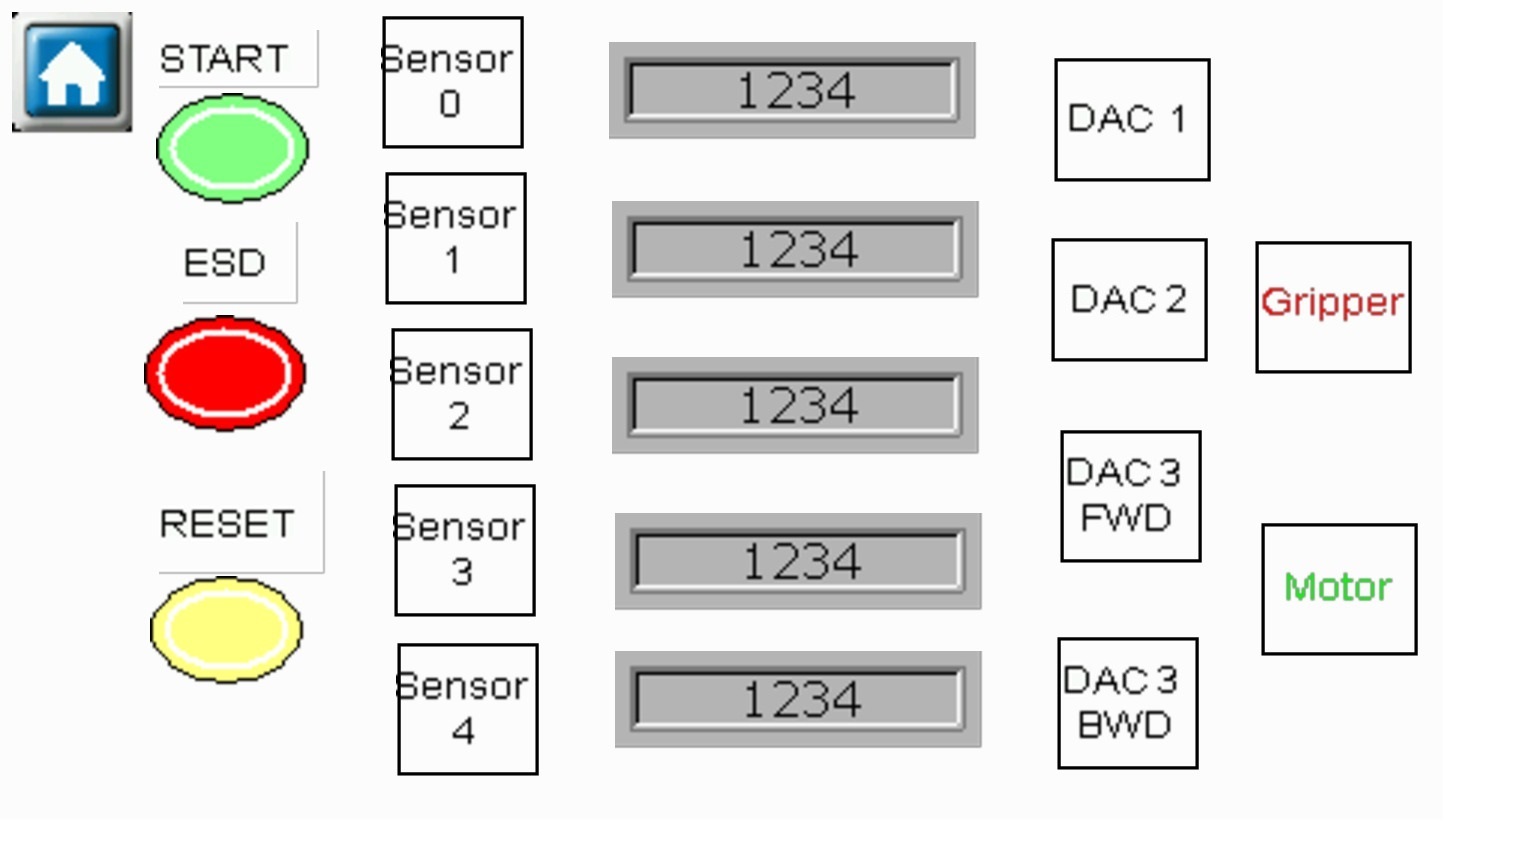 START
ESD
RESET
Sensor
0
Sensor
1
Sensor
2
Sensor
3
Sensor
4
1234
1234
1234
1234
1234
DAC 1
DAC 2
DAC 3
FWD
DAC 3
BWD
Gripper
Motor